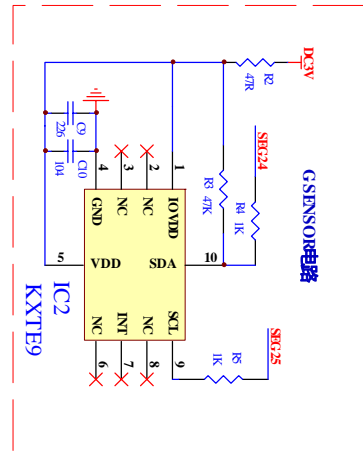 DC3V
R2
47R
SEG24
GSENSOR电路
R3 47K
R4 1K
C9
226
C10
104
4
3
2
1
GND
NC
NC
IOVDD
5
VDD
SDA
10
IC2
KXTE9
NC
INT
NC
SCL
6
7
8
9
R5
1K
SEG25